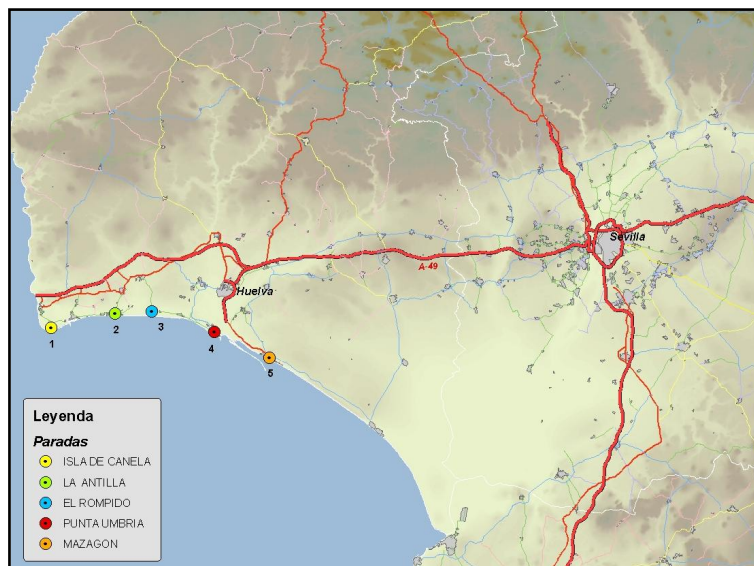 Sevilla
A-49
Huelva
1
2
3
4
5
Leyenda
Paradas
ISLA DE CANELA
LA ANTILLA
EL ROMPIDO
PUNTA UMBRIA
MAZAGON